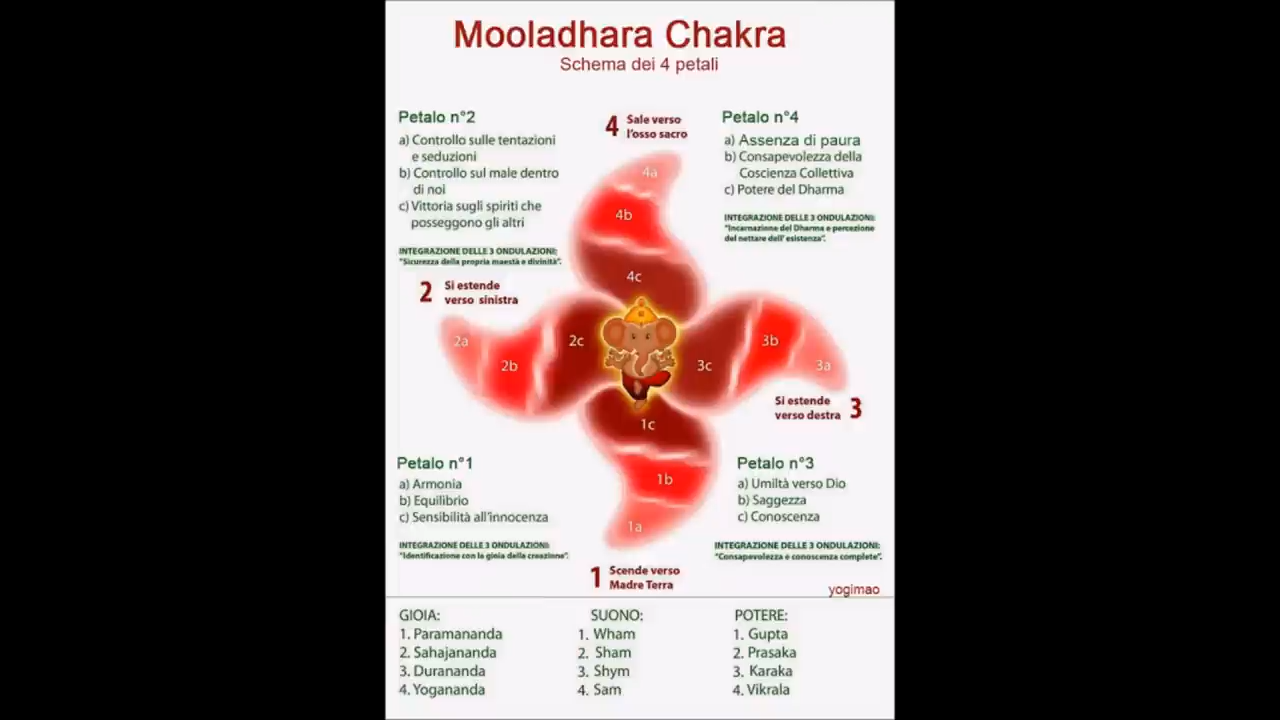 Mooladhara Chakra
Schema dei 4 petali
Petalo n°2
a) Controllo sulle tentazioni
e seduzioni
b) Controllo sul male dentro
di noi
c) Vittoria sugli spiriti che
posseggono gli altri
INTEGRAZIONE DELLE 3 ONDULAZIONI:
"Sicurezza della propria maestà e divinità".
4 Sale verso
l'osso sacro
Petalo n°4
a) Assenza di paura
b) Consapevolezza della
Coscienza Collettiva
c) Potere del Dharma
INTEGRAZIONE DELLE 3 ONDULAZIONI:
"Incarnazione del Dharma e percezione
del nettare dell' esistenza".
2 Si estende
verso sinistra
4a
4b
4c
2a
2b
2c
3c
3b
3a
Si estende
verso destra 3
1c
1b
1a
Petalo n°1
a) Armonia
b) Equilibrio
c) Sensibilità all'innocenza
INTEGRAZIONE DELLE 3 ONDULAZIONI:
"Identificazione con la gioia della creazione".
Petalo n°3
a) Umiltà verso Dio
b) Saggezza
c) Conoscenza
INTEGRAZIONE DELLE 3 ONDULAZIONI:
"Consapevolezza e conoscenza complete".
1 Scende verso
Madre Terra
yogimao
GIOIA:
1. Paramananda
2. Sahajananda
3. Durananda
4. Yogananda
SUONO:
1. Wham
2. Sham
3. Shym
4. Sam
POTERE:
1. Gupta
2. Prasaka
3. Karaka
4. Vikrala